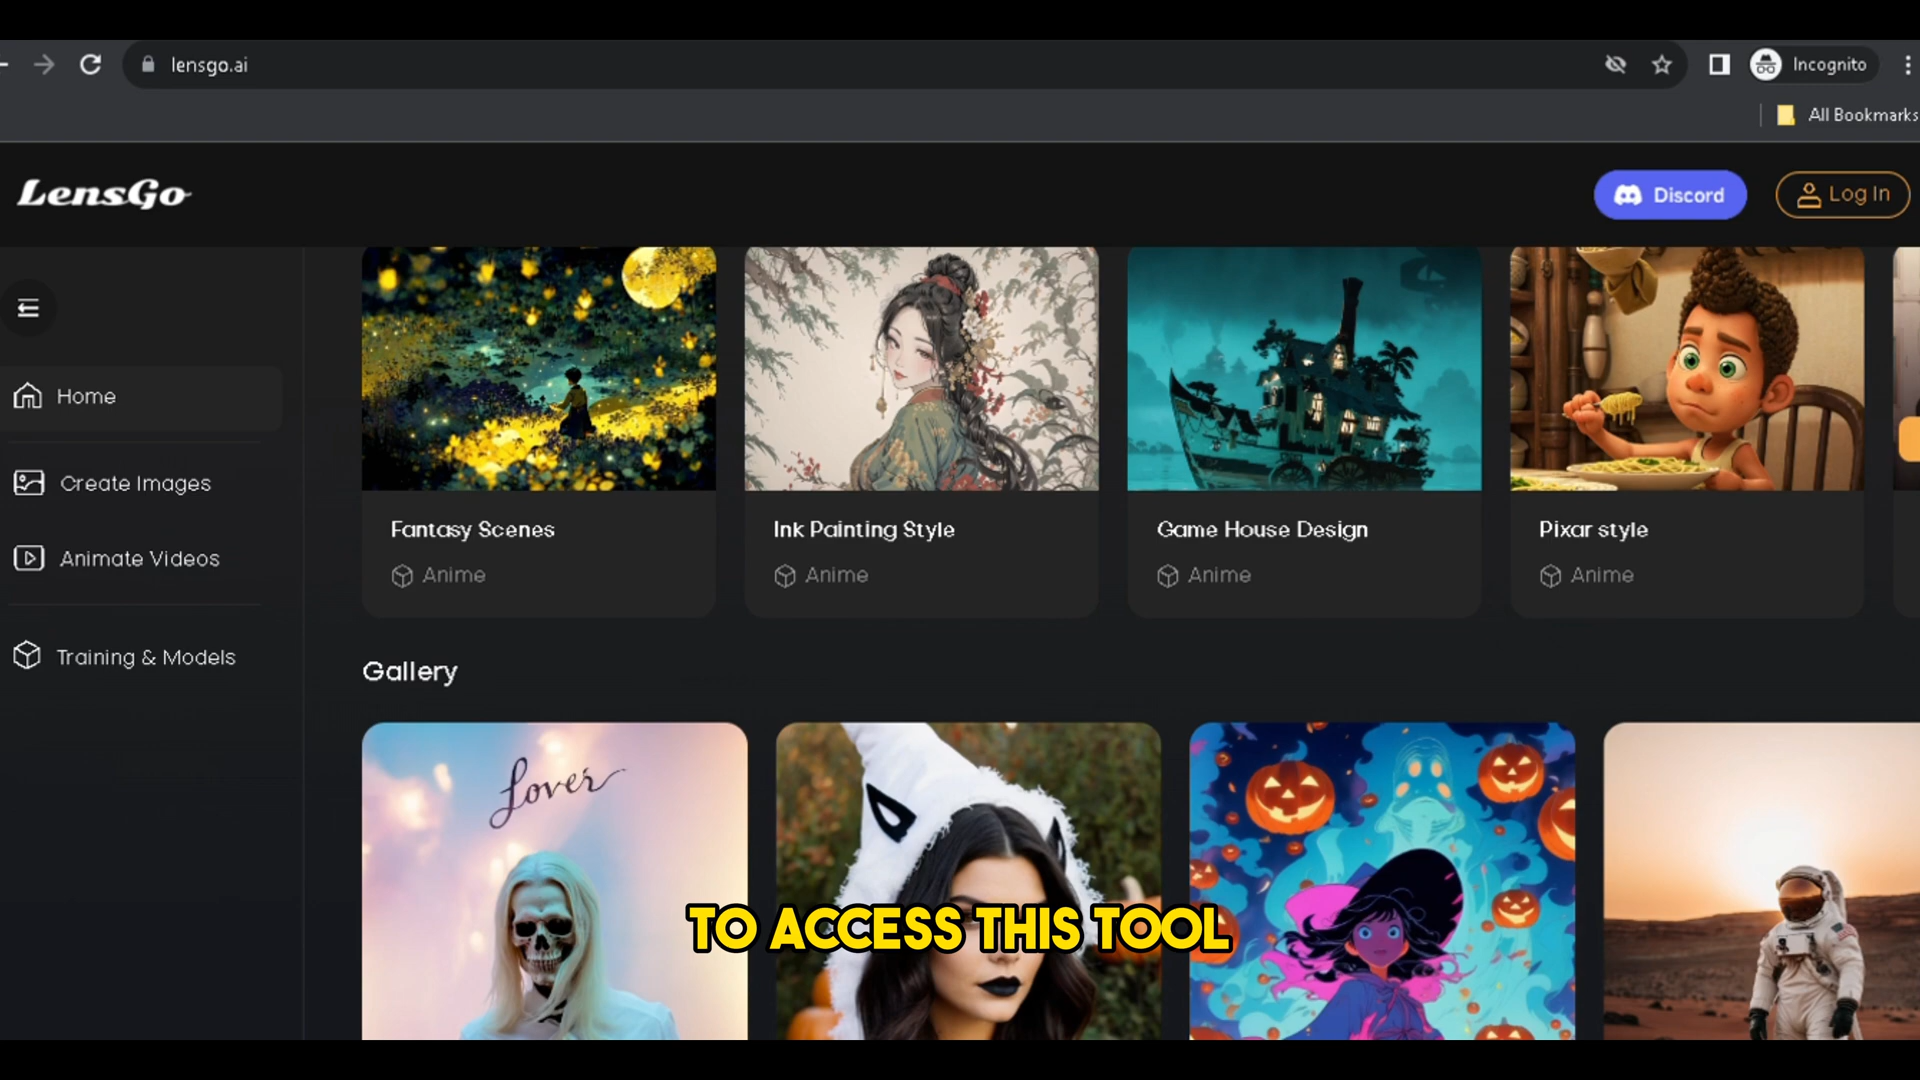 lensgo.ai
Incognito
All Bookmarks
LensGo
Discord
Log In
Home
Create Images
Animate Videos
Training & Models
Fantasy Scenes
Anime
Ink Painting Style
Anime
Game House Design
Anime
Pixar style
Anime
Gallery
Lover
TO ACCESS THIS TOOL